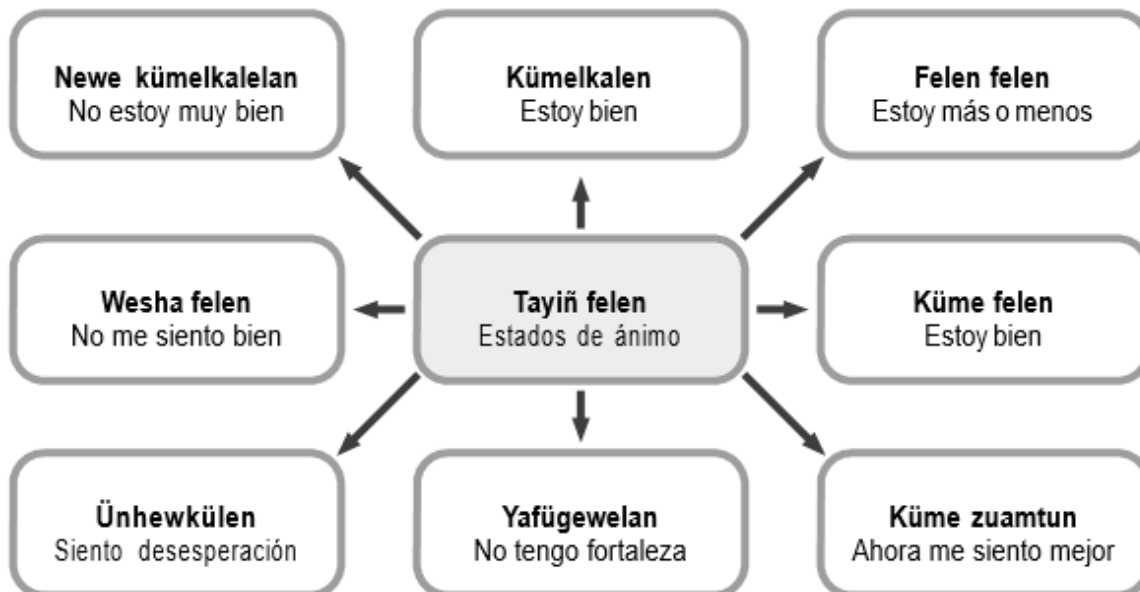 Newe kümelkalelan
No estoy muy bien
Kümelkalen
Estoy bien
Felen felen
Estoy más o menos
Wesha felen
No me siento bien
Tayiñ felen
Estados de ánimo
Küme felen
Estoy bien
Ünhewkülen
Siento desesperación
Yafügewelan
No tengo fortaleza
Küme zuamtun
Ahora me siento mejor